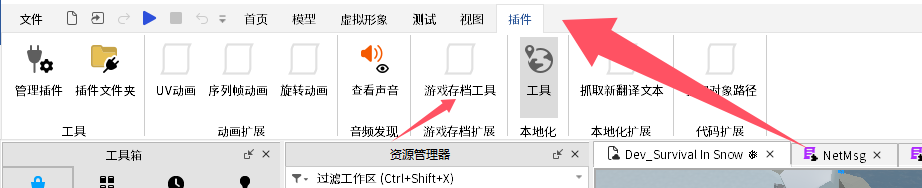 文件 首页 模型 虚拟形象 测试 视图 插件
管理插件 插件文件夹 UV动画 序列帧动画 旋转动画 查看声音 游戏存档工具 工具 抓取新翻译文本 对象路径
工具 动画扩展 音频发现 游戏存档扩展 本地化 本地化扩展 代码扩展
工具箱 资源管理器 Dev_Survival In Snow NetMsg
过滤工作区 (Ctrl+Shift+X)